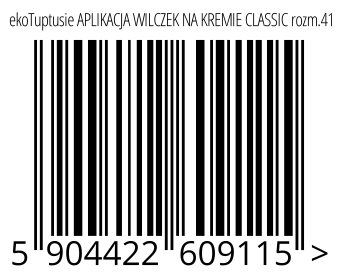 ekoTuptusie APLIKACJA WILCZEK NA KREMIE CLASSIC rozm.41
5 904422 609115 >